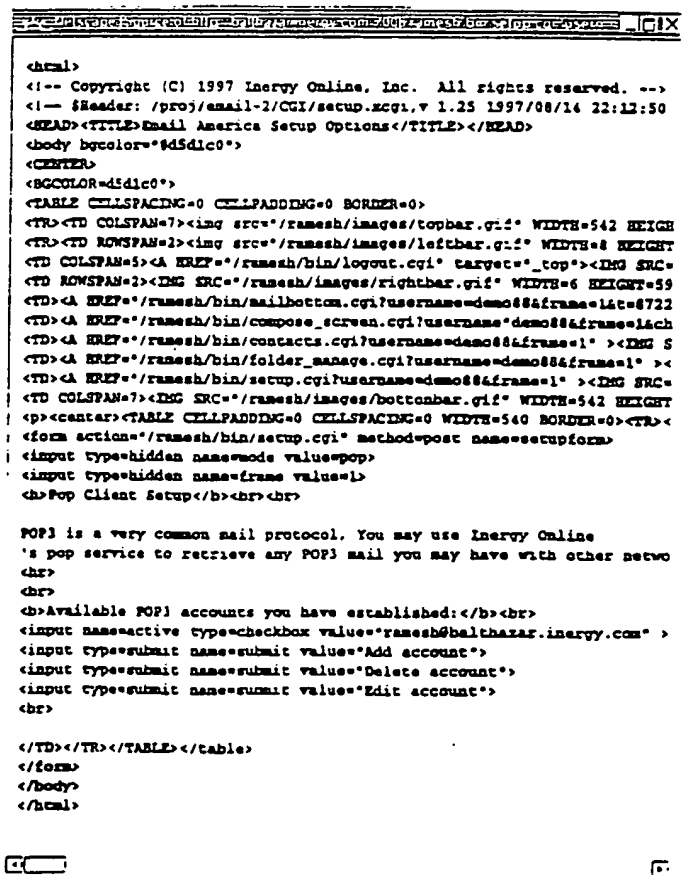 <html>
<!-- Copyright (C) 1997 Inergy Online, Inc.  All rights reserved. -->
<!-- $Header: /proj/email-2/CGI/setup.xcgi,v 1.25 1997/08/14 22:12:50
<HEAD><TITLE>Email America Setup Options</TITLE></HEAD>
<body bgcolor="#d5d1c0">
<CENTER>
<BGCOLOR=d5d1c0">
<TABLE CELLSPACING=0 CELLPADDING=0 BORDER=0>
<TR><TD COLSPAN=7><img src="/ramesh/images/topbar.gif" WIDTH=542 HEIGH
<TR><TD ROWSPAN=2><img src="/ramesh/images/leftbar.gif" WIDTH=8 HEIGHT
<TD COLSPAN=5><A HREF="/ramesh/bin/logout.cgi" target="_top"><IMG SRC=
<TD ROWSPAN=2><IMG SRC="/ramesh/images/rightbar.gif" WIDTH=6 HEIGHT=59
<TD><A HREF="/ramesh/bin/mailbottom.cgi?username=demo88&frame=1&t=8722
<TD><A HREF="/ramesh/bin/compose_screen.cgi?username=demo88&frame=1&ch
<TD><A HREF="/ramesh/bin/contacts.cgi?username=demo88&frame=1" ><IMG S
<TD><A HREF="/ramesh/bin/folder_manage.cgi?username=demo88&frame=1" ><
<TD><A HREF="/ramesh/bin/setup.cgi?username=demo88&frame=1" ><IMG SRC=
<TD COLSPAN=7><IMG SRC="/ramesh/images/bottonbar.gif" WIDTH=542 HEIGHT
<p><center><TABLE CELLPADDING=0 CELLSPACING=0 WIDTH=540 BORDER=0><TR><
<form action="/ramesh/bin/setup.cgi" method=post name=setupform>
<input type=hidden name=mode value=pop>
<input type=hidden name=frame value=1>
<b>Pop Client Setup</b><br><br>
POP3 is a very common mail protocol. You may use Inergy Online
's pop service to retrieve any POP3 mail you may have with other netwo
<hr>
<br>
<b>Available POP3 accounts you have established:</b><br>
<input name=active type=checkbox value="ramesh@balthazar.inergy.com" >
<input type=submit name=submit value="Add account">
<input type=submit name=submit value="Delete account">
<input type=submit name=submit value="Edit account">
<br>
</TD></TR></TABLE></table>
</form>
</body>
</html>